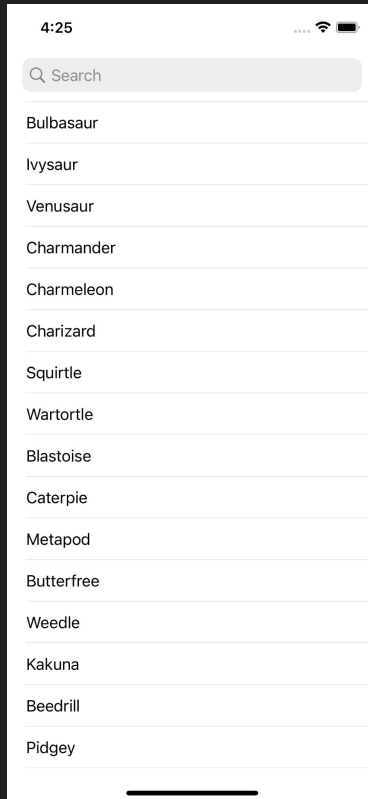 4:25
Search
Bulbasaur
Ivysaur
Venusaur
Charmander
Charmeleon
Charizard
Squirtle
Wartortle
Blastoise
Caterpie
Metapod
Butterfree
Weedle
Kakuna
Beedrill
Pidgey